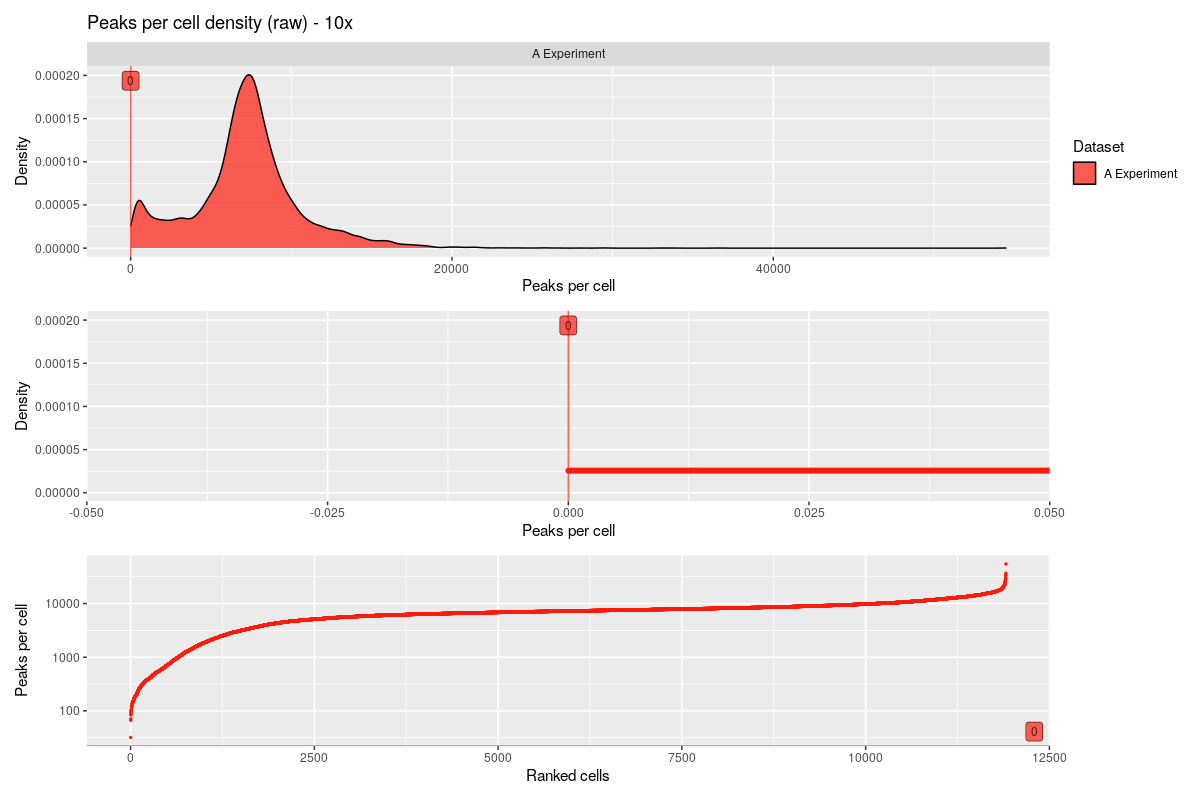 Peaks per cell density (raw) - 10x
A Experiment
0
0.00020
0.00015
0.00010
0.00005
0.00000
Density
0 20000 40000
Peaks per cell
Dataset
A Experiment
0
0.00020
0.00015
0.00010
0.00005
0.00000
Density
-0.050 -0.025 0.000 0.025 0.050
Peaks per cell
10000
1000
100
Peaks per cell
0
0 2500 5000 7500 10000 12500
Ranked cells